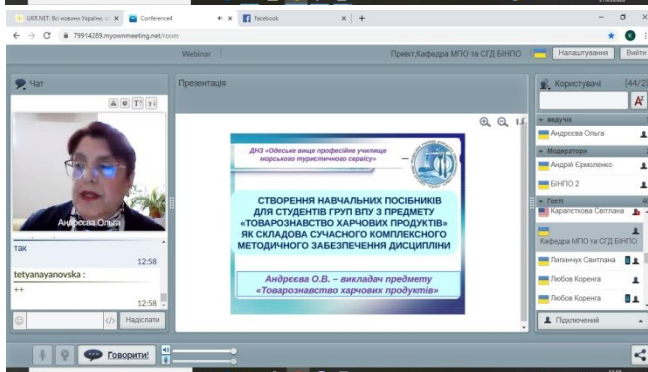 UKR.NET: Всі новини України,
Conference4
Facebook
79914289.myownmeeting.net/room
K
Webinar
Привіт,Кафедра МПО та СГД БІНПО
Налаштування
Вийти
Чат
Андреєва Ольга
так
12:58
tetyanayanovska :
++
12:58
Надіслати
Говорити!
Презентація
ДНЗ «Одеське вище професійне училище
морського туристичного сервісу»
СТВОРЕННЯ НАВЧАЛЬНИХ ПОСІБНИКІВ
ДЛЯ СТУДЕНТІВ ГРУП ВПУ З ПРЕДМЕТУ
«ТОВАРОЗНАВСТВО ХАРЧОВИХ ПРОДУКТІВ»
ЯК СКЛАДОВА СУЧАСНОГО КОМПЛЕКСНОГО
МЕТОДИЧНОГО ЗАБЕЗПЕЧЕННЯ ДИСЦИПЛІНИ
Андреєва О.В. – викладач предмету
«Товарознавство харчових продуктів»
Користувачі
ведучіх
Андреєва Ольга
Модератори
Андрій Єрмоленко
БІНПО 2
Гості
Карапєткова Світлана
Кафедра МПО та СГД БІНПО
Липинчук Свитлана
Любов Коренга
Любов Коренга
Підключений